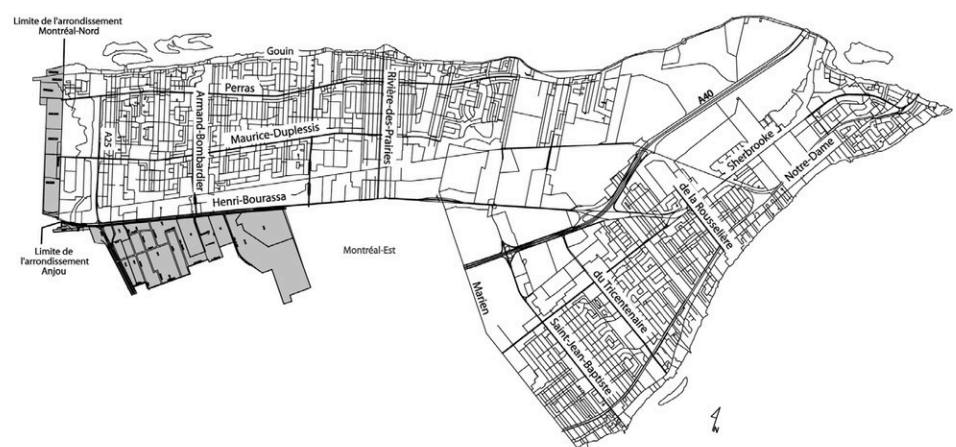 Limite de l'arrondissement
Montréal-Nord
Gouin
Perras
Armand-Bombardier
Rivière-des-Prairies
A25
Maurice-Duplessis
Henri-Bourassa
Limite de
l'arrondissement
Anjou
Montréal-Est
A40
Sherbrooke
Notre-Dame
de la Rousselière
du Tricentenaire
Marien
Saint-Jean-Baptiste
N